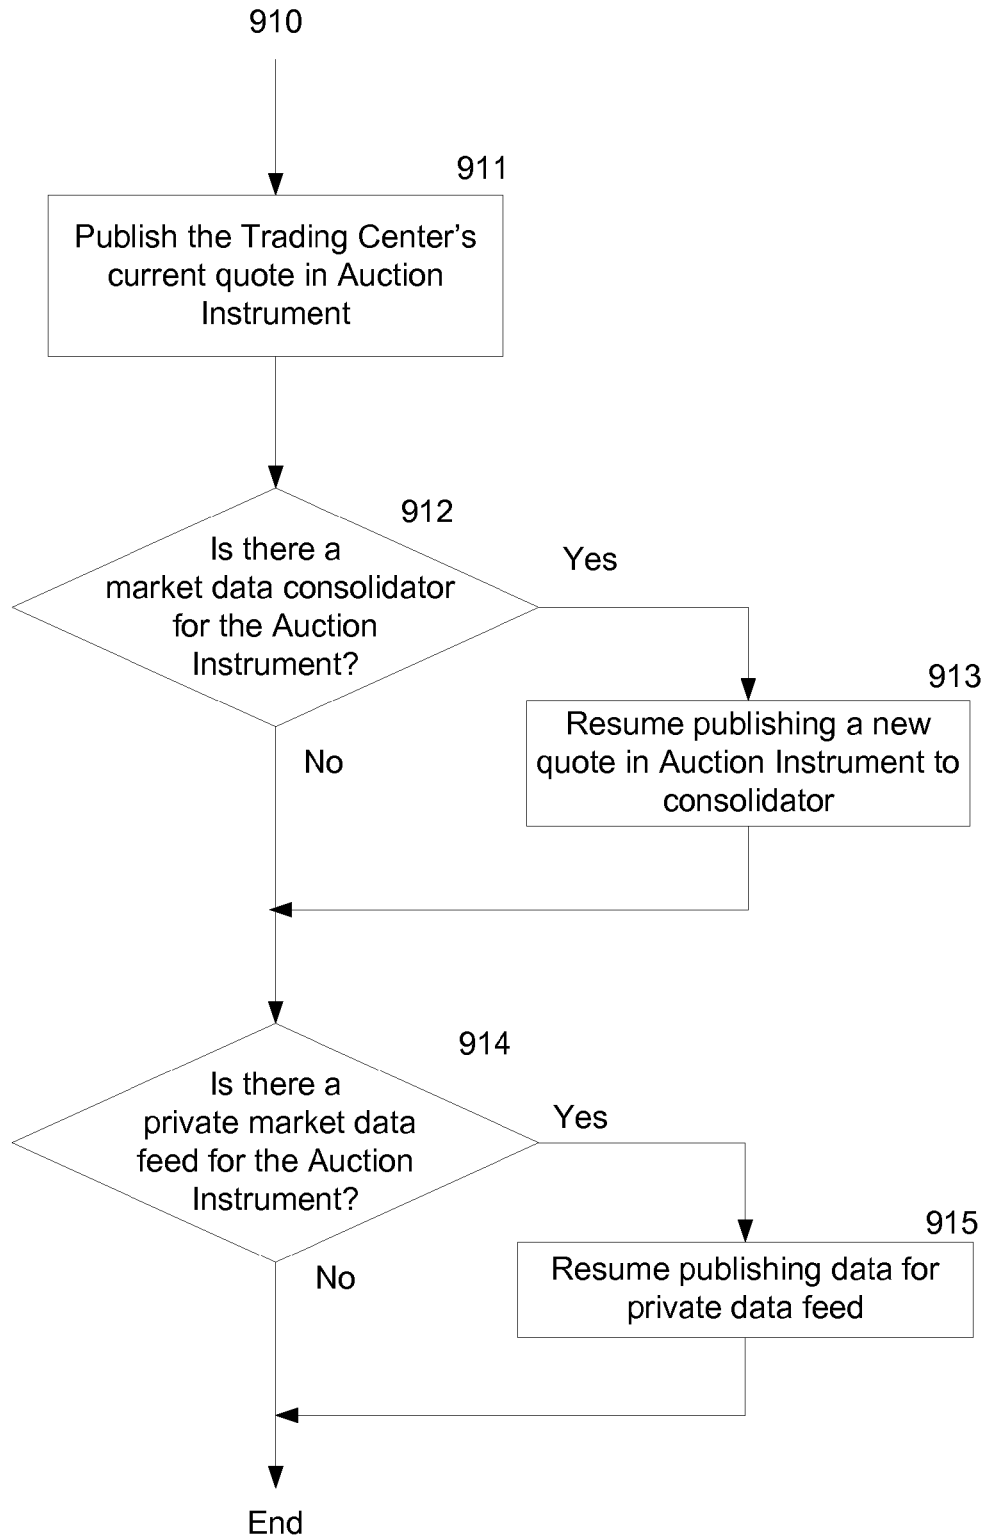 910
911
Publish the Trading Center's
current quote in Auction
Instrument
912
Is there a
market data consolidator
for the Auction
Instrument?
Yes
913
Resume publishing a new
quote in Auction Instrument to
consolidator
No
914
Is there a
private market data
feed for the Auction
Instrument?
Yes
915
Resume publishing data for
private data feed
No
End